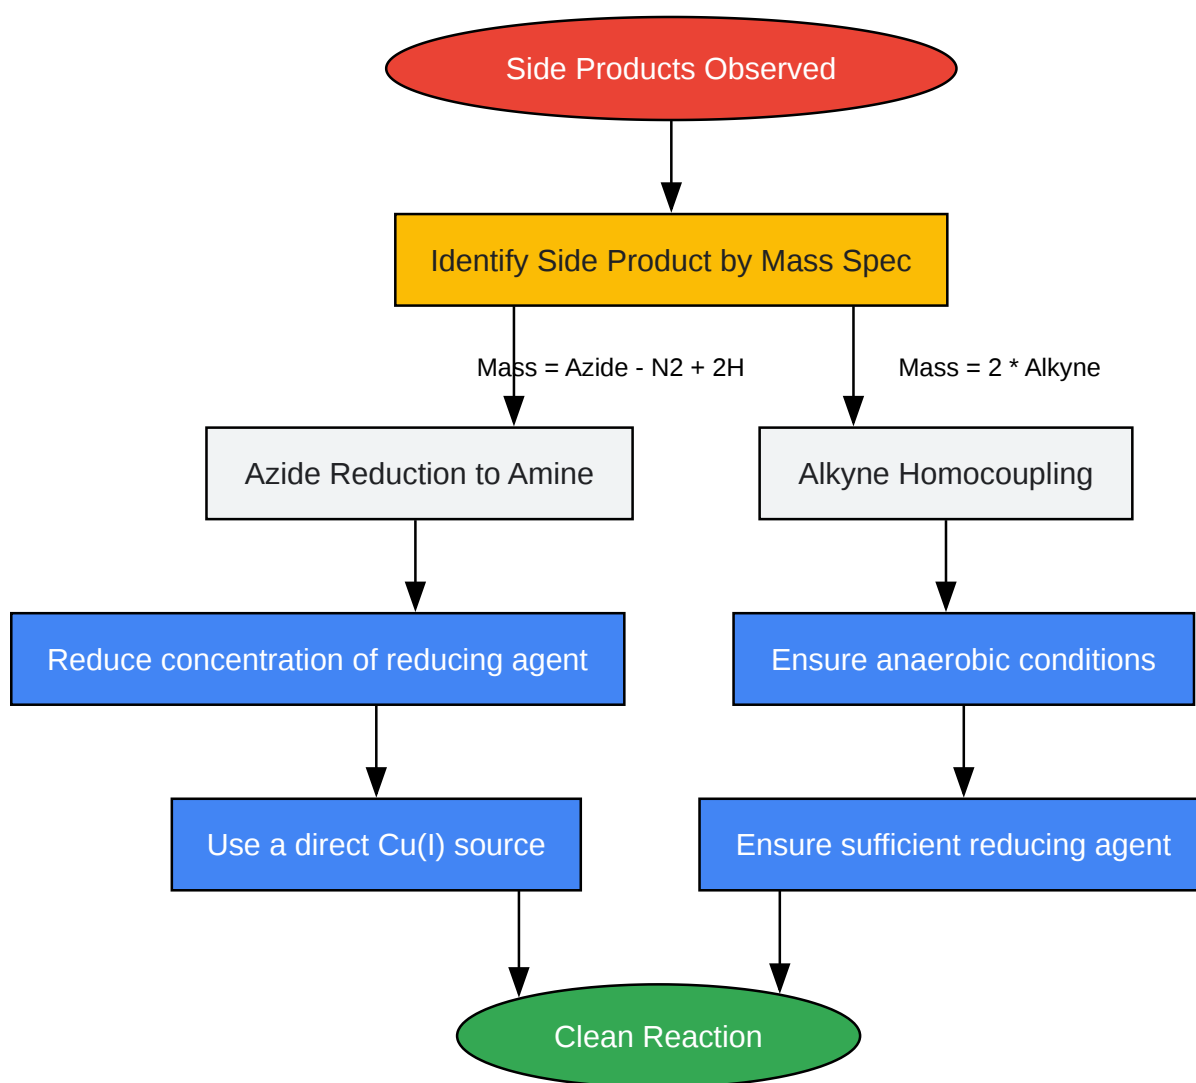 Side Products Observed
Identify Side Product by Mass Spec
Mass = Azide - N2 + 2H
Mass = 2 * Alkyne
Azide Reduction to Amine
Alkyne Homocoupling
Reduce concentration of reducing agent
Ensure anaerobic conditions
Use a direct Cu(I) source
Ensure sufficient reducing agent
Clean Reaction